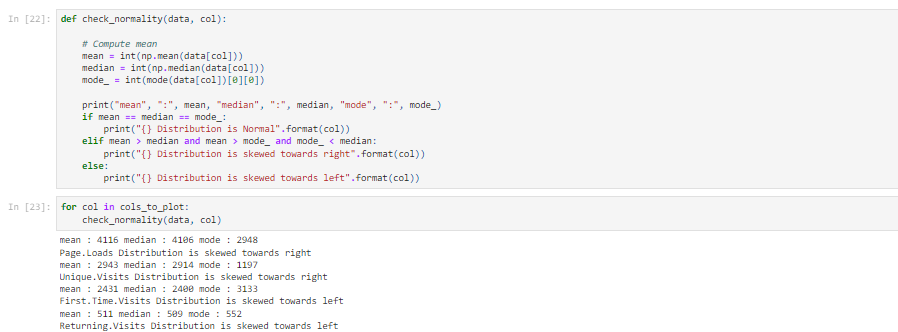 In [22]: def check_normality(data, col):
# Compute mean
mean = int(np.mean(data[col]))
median = int(np.median(data[col]))
mode_ = int(mode(data[col])[0][0])
print("mean", ":", mean, "median", ":", median, "mode", ":", mode_)
if mean == median == mode_:
print("{} Distribution is Normal".format(col))
elif mean > median and mean > mode_ and mode_ < median:
print("{} Distribution is skewed towards right".format(col))
else:
print("{} Distribution is skewed towards left".format(col))
In [23]: for col in cols_to_plot:
check_normality(data, col)
mean : 4116 median : 4106 mode : 2948
Page.Loads Distribution is skewed towards right
mean : 2943 median : 2914 mode : 1197
Unique.Visits Distribution is skewed towards right
mean : 2431 median : 2400 mode : 3133
First.Time.Visits Distribution is skewed towards left
mean : 511 median : 509 mode : 552
Returning.Visits Distribution is skewed towards left